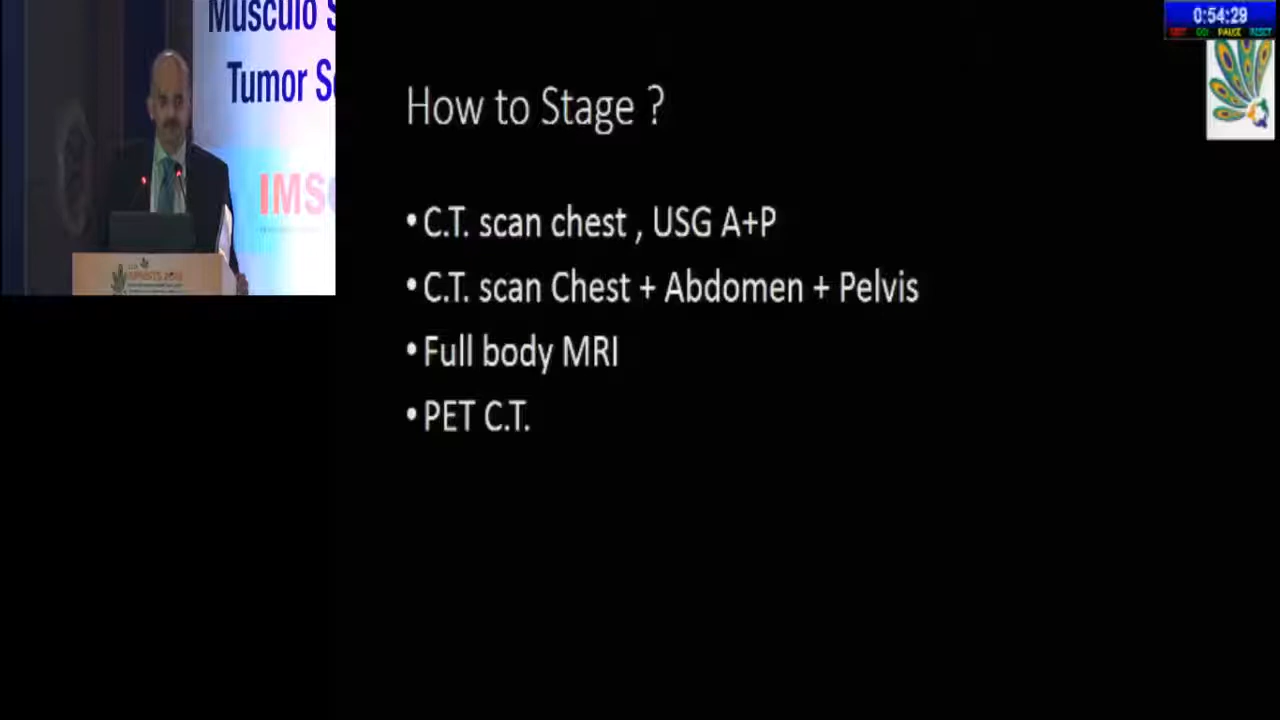 Musculo S
Tumor S
IMS
0:54:29
PAUSE
How to Stage ?
•C.T. scan chest , USG A+P
•C.T. scan Chest + Abdomen + Pelvis
•Full body MRI
•PET C.T.